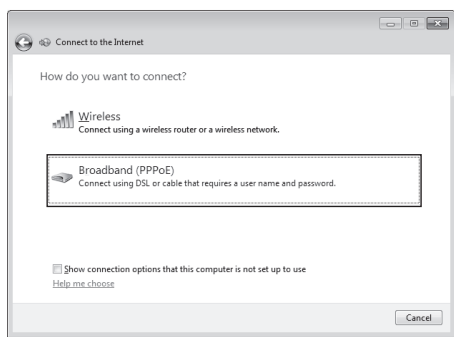 Connect to the Internet
How do you want to connect?
Wireless
Connect using a wireless router or a wireless network.
Broadband (PPPoE)
Connect using DSL or cable that requires a user name and password.
Show connection options that this computer is not set up to use
Help me choose
Cancel